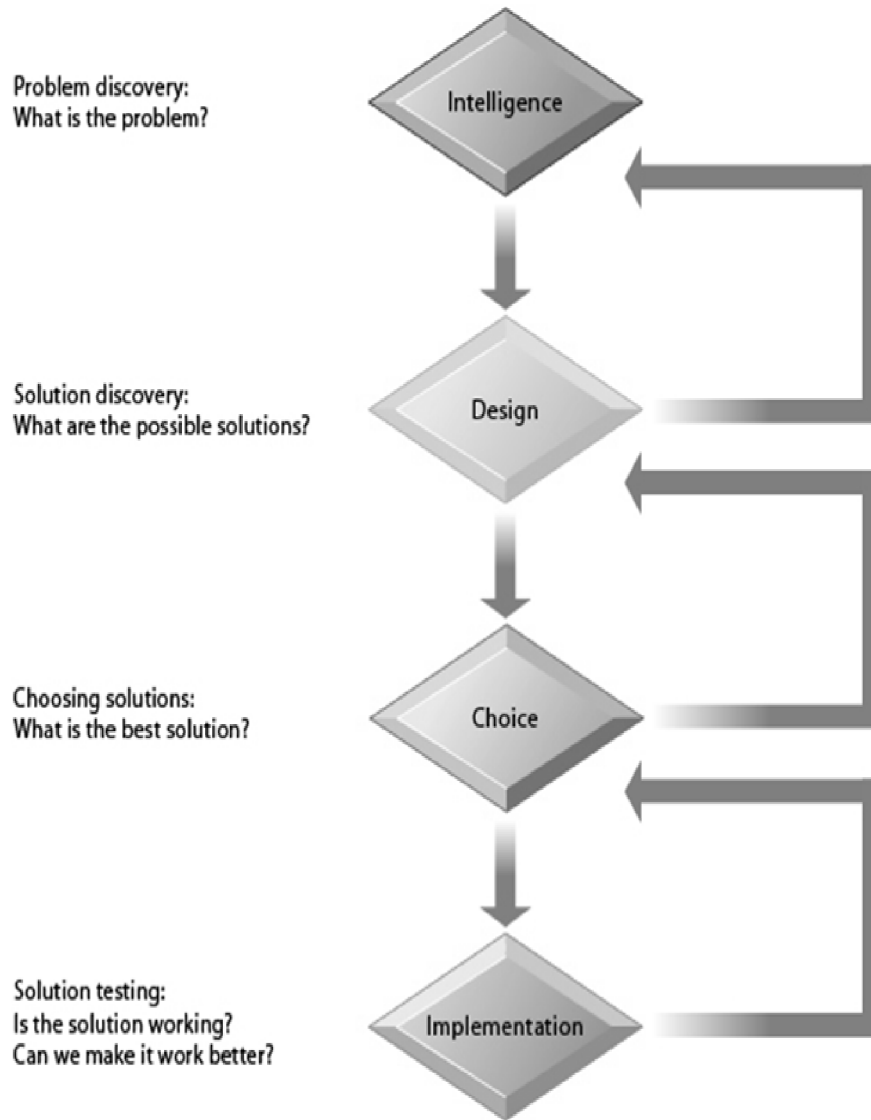 Problem discovery:
What is the problem?
Intelligence
Solution discovery:
What are the possible solutions?
Design
Choosing solutions:
What is the best solution?
Choice
Solution testing:
Is the solution working?
Can we make it work better?
Implementation